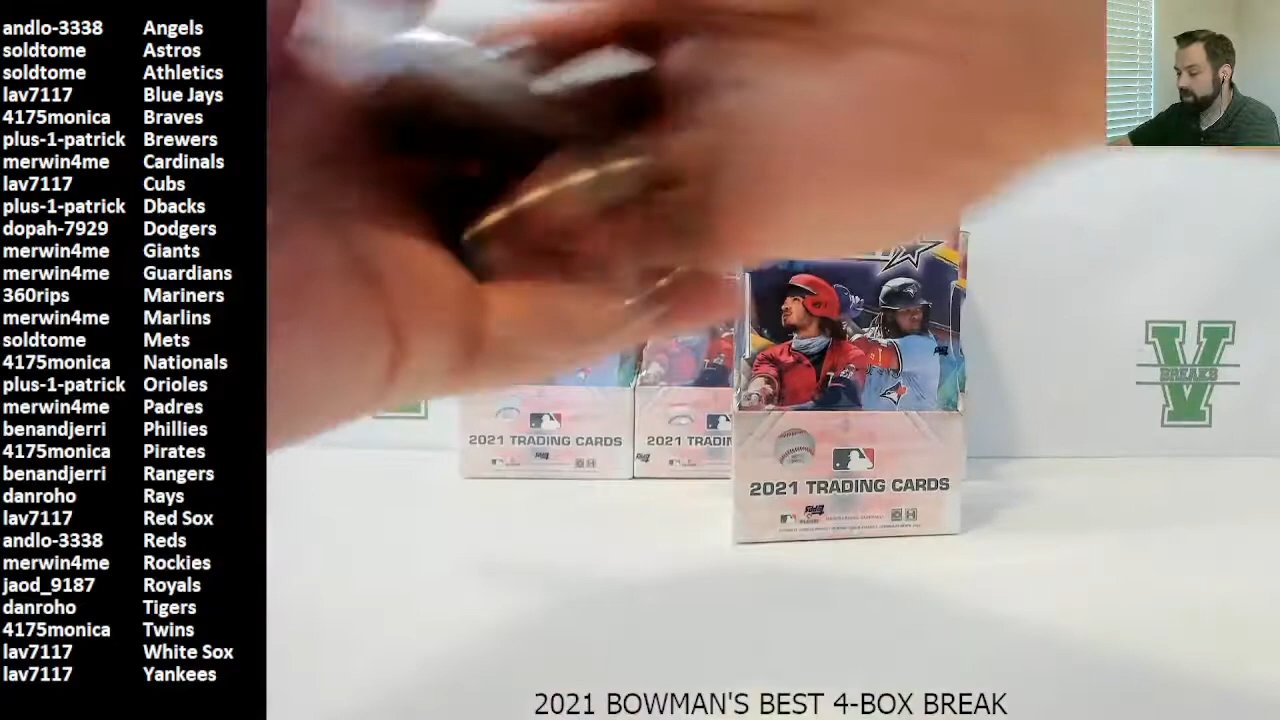 andlo-3338 Angels
soldtome Astros
soldtome Athletics
lav7117 Blue Jays
4175monica Braves
plus-1-patrick Brewers
merwin4me Cardinals
lav7117 Cubs
plus-1-patrick Dbacks
dopah-7929 Dodgers
merwin4me Giants
merwin4me Guardians
360rips Mariners
merwin4me Marlins
soldtome Mets
4175monica Nationals
plus-1-patrick Orioles
merwin4me Padres
benandjerri Phillies
4175monica Pirates
benandjerri Rangers
danroho Rays
lav7117 Red Sox
andlo-3338 Reds
merwin4me Rockies
jaod_9187 Royals
danroho Tigers
4175monica Twins
lav7117 White Sox
lav7117 Yankees
V
BREAKS
2021 TRADING CARDS
2021 TRADIN
2021 TRADING CARDS
2021 BOWMAN'S BEST 4-BOX BREAK